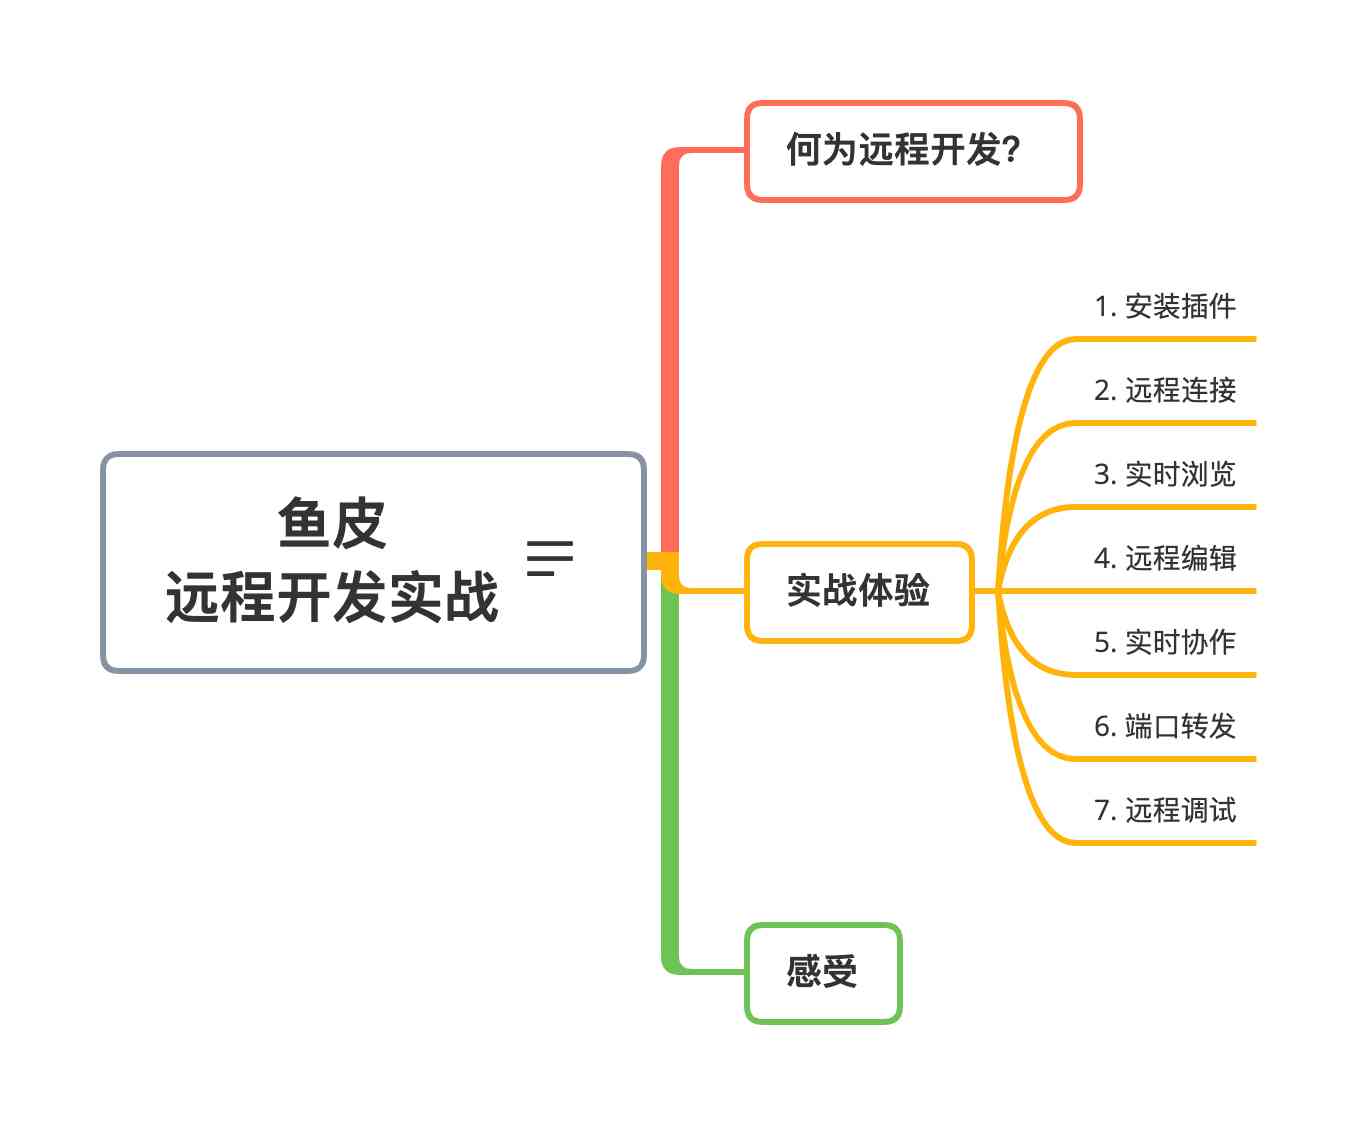 鱼皮
远程开发实战
何为远程开发?
实战体验
1. 安装插件
2. 远程连接
3. 实时浏览
4. 远程编辑
5. 实时协作
6. 端口转发
7. 远程调试
感受